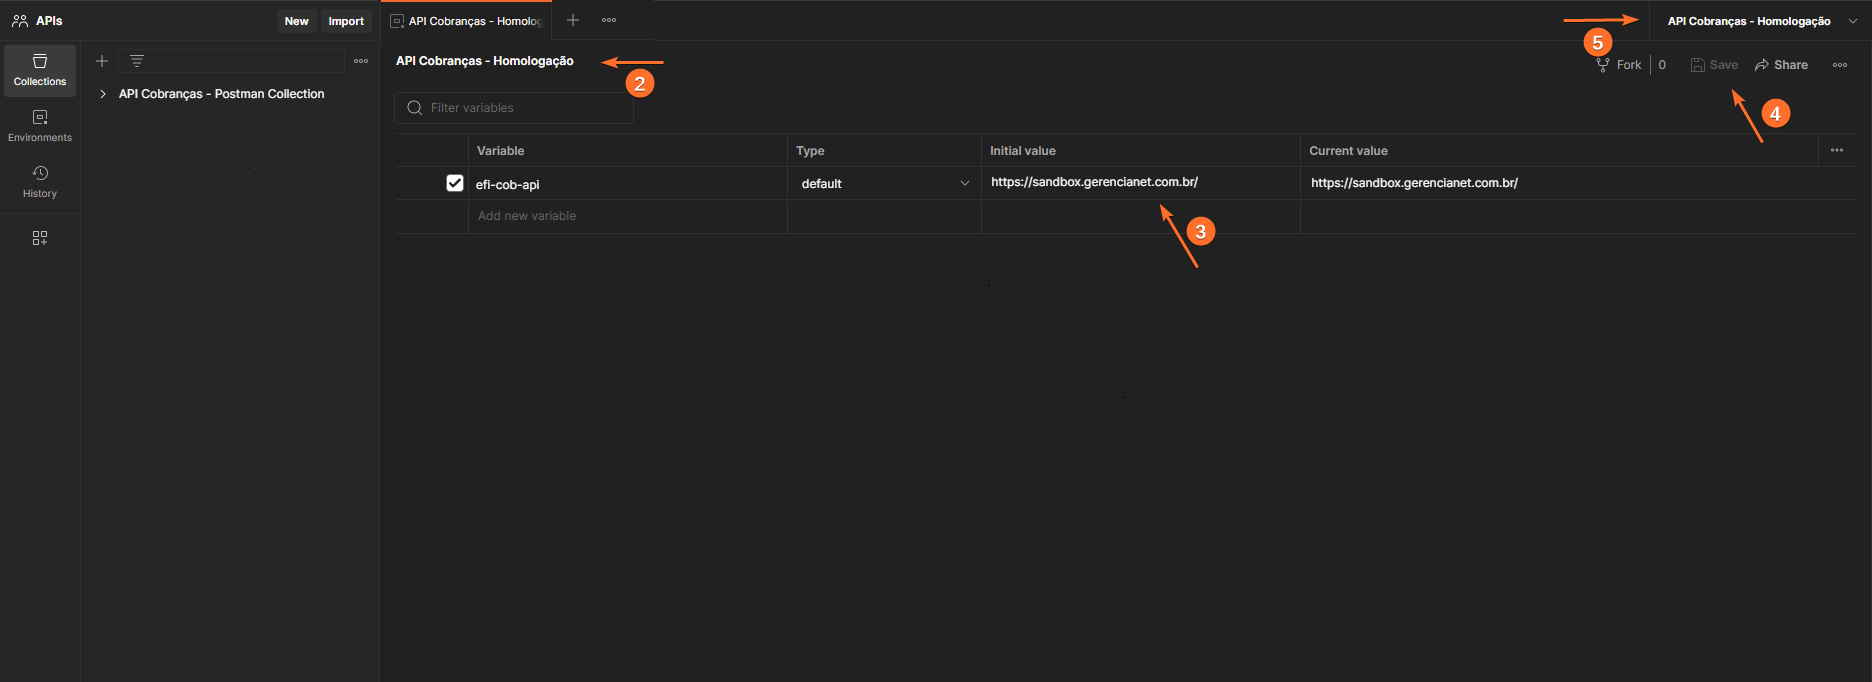 APIs
New
Import
API Cobranças - Homolog
API Cobranças - Homologação
5
Collections
API Cobranças - Homologação
2
Fork
0
Save
Share
API Cobranças - Postman Collection
Filter variables
4
Environments
Variable
Type
Initial value
Current value
efi-cob-api
default
https://sandbox.gerencianet.com.br/
https://sandbox.gerencianet.com.br/
History
Add new variable
3